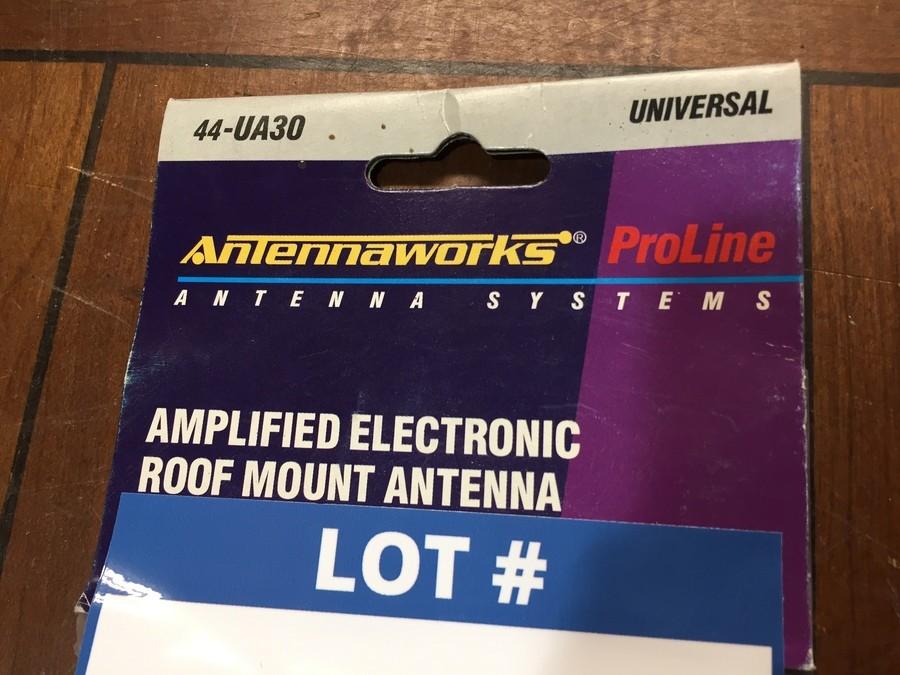 44-UA30 UNIVERSAL
Antennaworks® ProLine
ANTENNA SYSTEMS
AMPLIFIED ELECTRONIC
ROOF MOUNT ANTENNA
LOT #